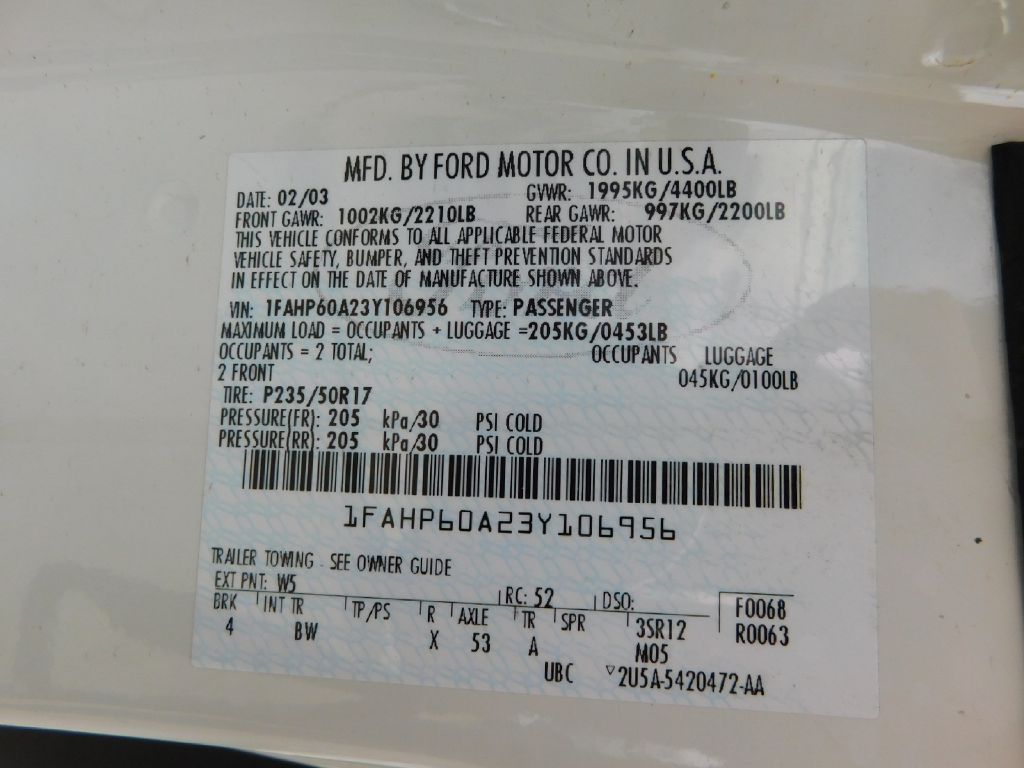 MFD. BY FORD MOTOR CO. IN U.S.A.
DATE: 02/03 GVWR: 1995KG/4400LB
FRONT GAWR: 1002KG/2210LB REAR GAWR: 997KG/2200LB
THIS VEHICLE CONFORMS TO ALL APPLICABLE FEDERAL MOTOR
VEHICLE SAFETY, BUMPER, AND THEFT PREVENTION STANDARDS
IN EFFECT ON THE DATE OF MANUFACTURE SHOWN ABOVE.
VIN: 1FAHP60A23Y106956 TYPE: PASSENGER
MAXIMUM LOAD = OCCUPANTS + LUGGAGE =205KG/0453LB
OCCUPANTS = 2 TOTAL; OCCUPANTS LUGGAGE
2 FRONT 045KG/0100LB
TIRE: P235/50R17
PRESSURE(FR): 205 kPa/30 PSI COLD
PRESSURE(RR): 205 kPa/30 PSI COLD
1FAHP60A23Y106956
TRAILER TOWING - SEE OWNER GUIDE
EXT PNT: W5 RC: 52 DSO: F0068
BRK INT TR TP/PS R AXLE TR SPR 3SR12 R0063
4 BW X 53 A M05
UBC ▽2U5A-5420472-AA